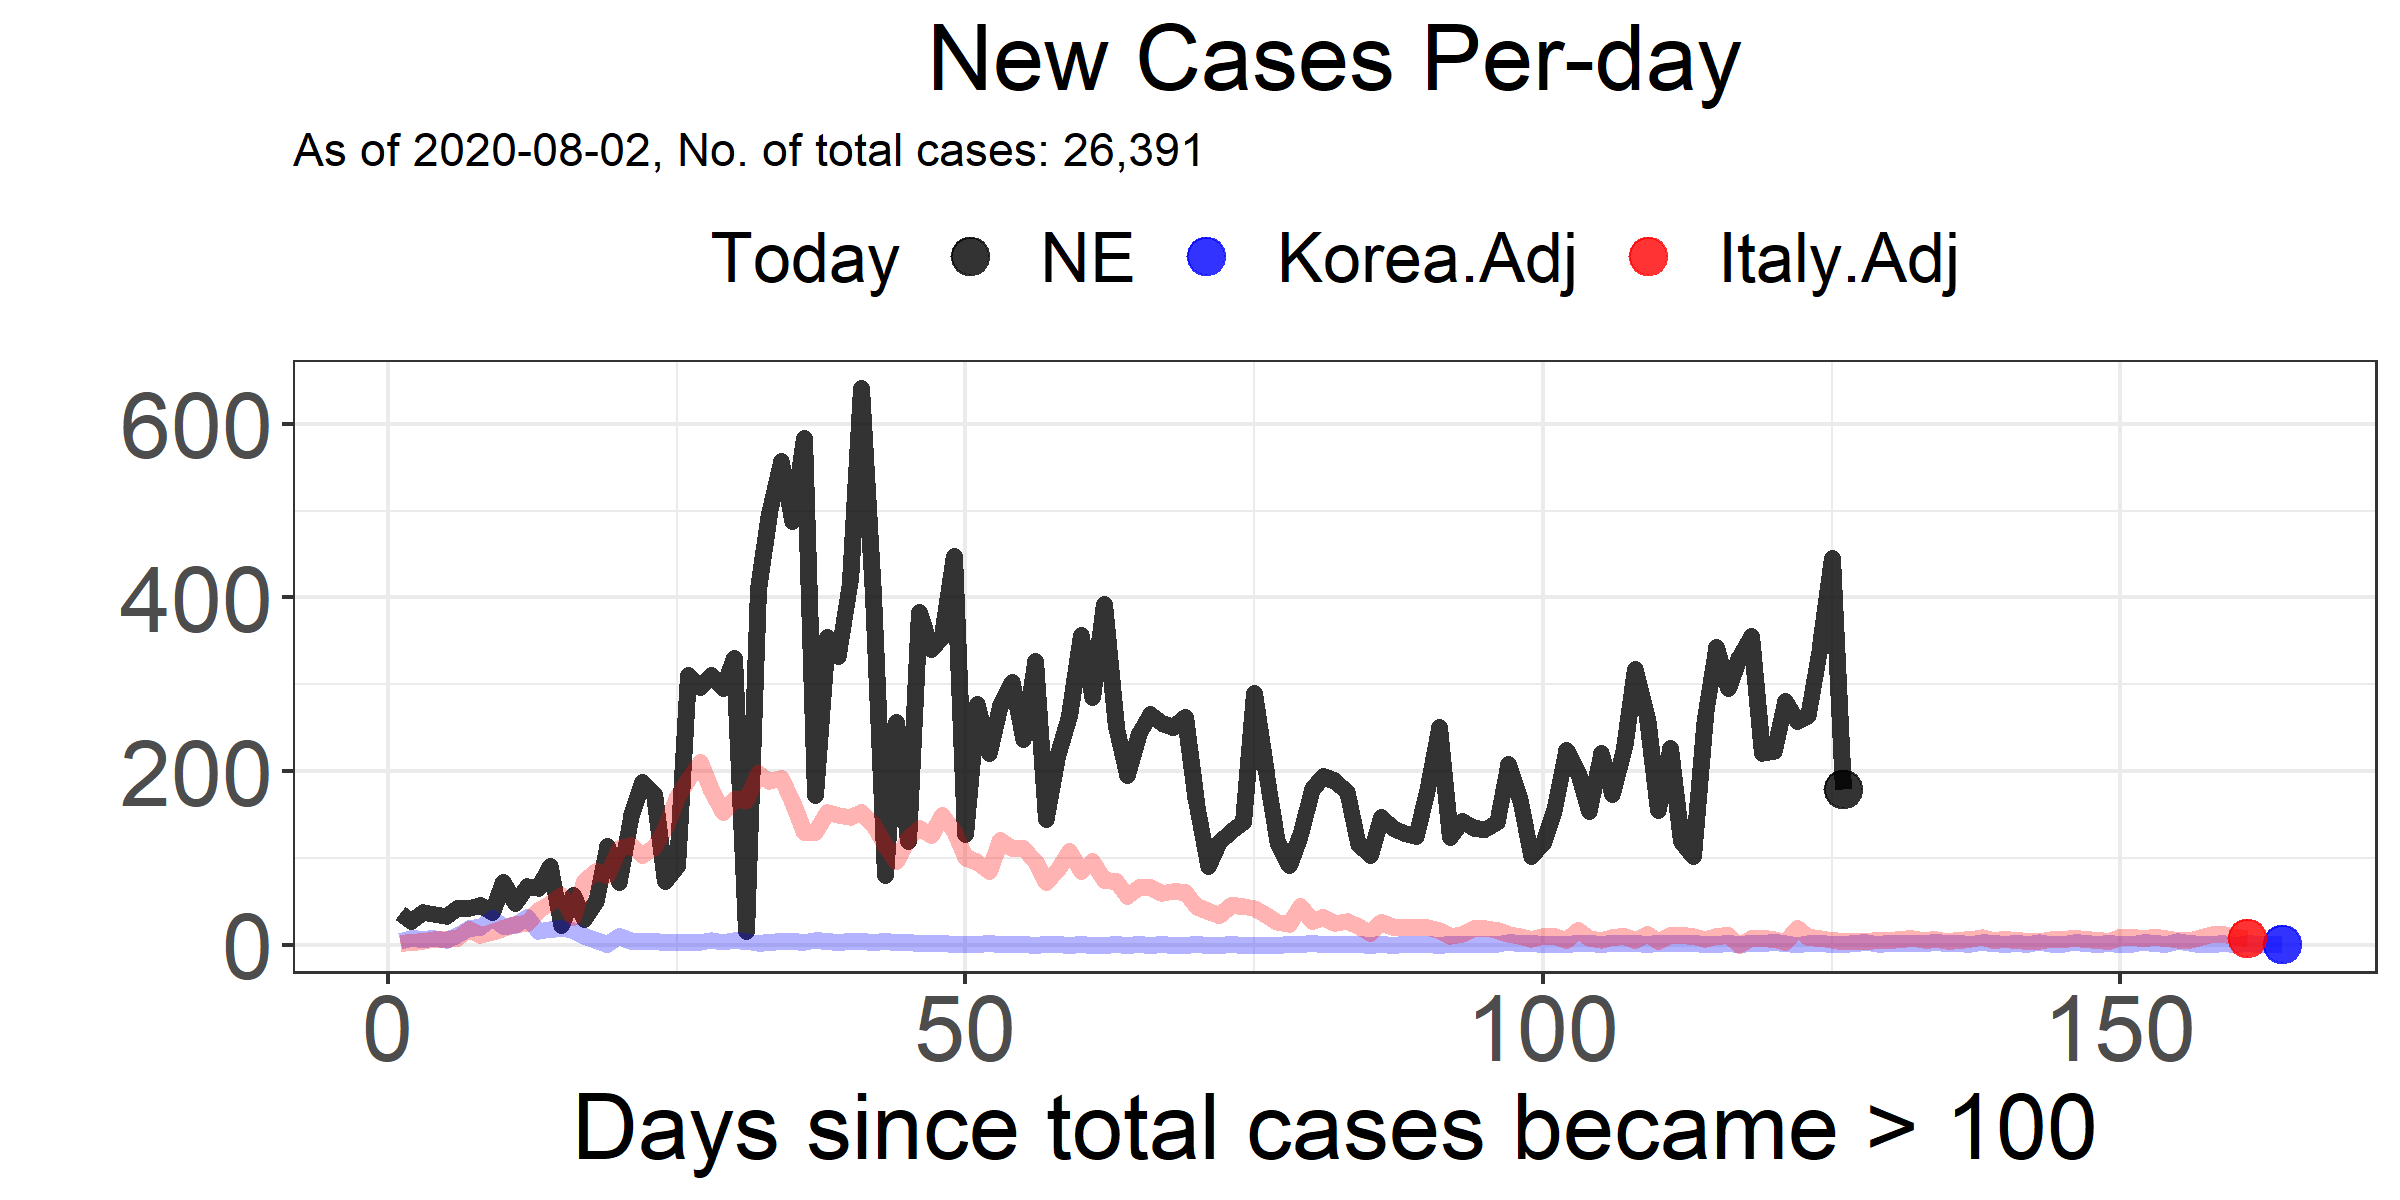 New Cases Per-day
As of 2020-08-02, No. of total cases: 26,391
Today NE Korea.Adj Italy.Adj
600
400
200
0
0 50 100 150
Days since total cases became > 100